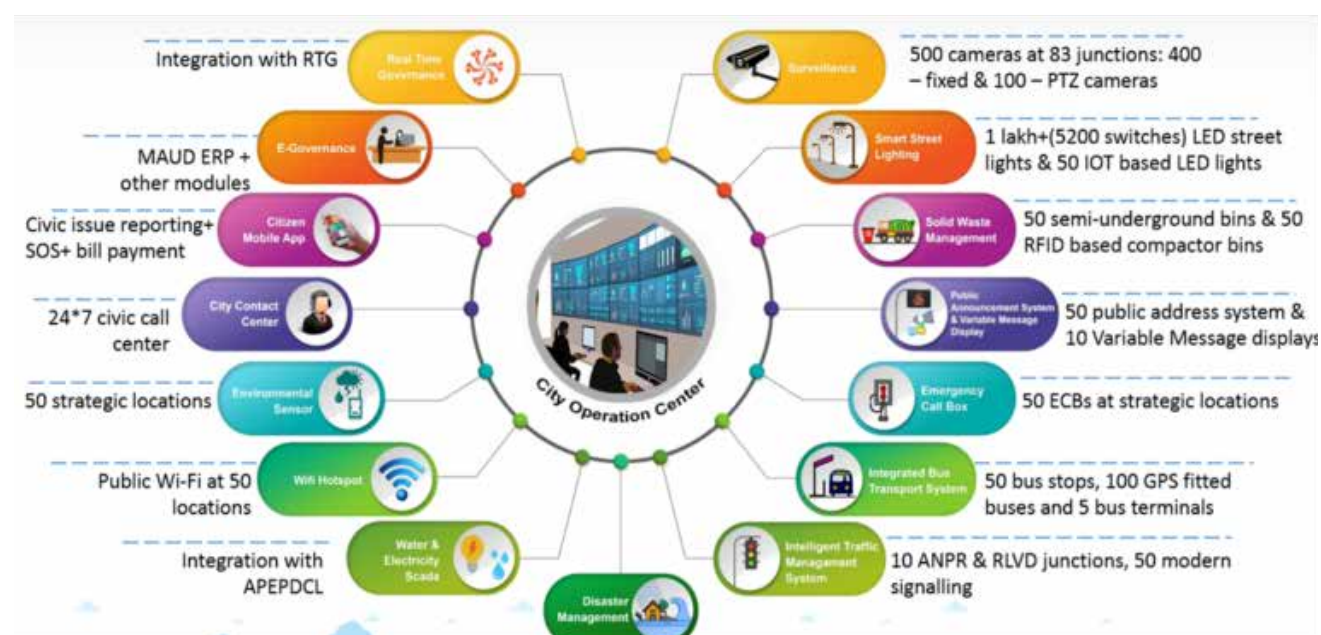 Integration with RTG
Real Time
Governance
Surveillance
500 cameras at 83 junctions: 400
– fixed & 100 – PTZ cameras
MAUD ERP +
other modules
E-Governance
Smart Street
Lighting
1 lakh+(5200 switches) LED street
lights & 50 IOT based LED lights
Civic issue reporting+
SOS+ bill payment
Citizen
Mobile App
Solid Waste
Management
50 semi-underground bins & 50
RFID based compactor bins
24*7 civic call
center
City Contact
Center
Public
Announcement System
& Variable Message
Display
50 public address system &
10 Variable Message displays
50 strategic locations
Environmental
Sensor
City Operation Center
Emergency
Call Box
50 ECBs at strategic locations
Public Wi-Fi at 50
locations
Wifi Hotspot
Integrated Bus
Transport System
50 bus stops, 100 GPS fitted
buses and 5 bus terminals
Integration with
APEPDCL
Water &
Electricity
Scada
Disaster
Management
Intelligent Traffic
Management
System
10 ANPR & RLVD junctions, 50 modern
signalling